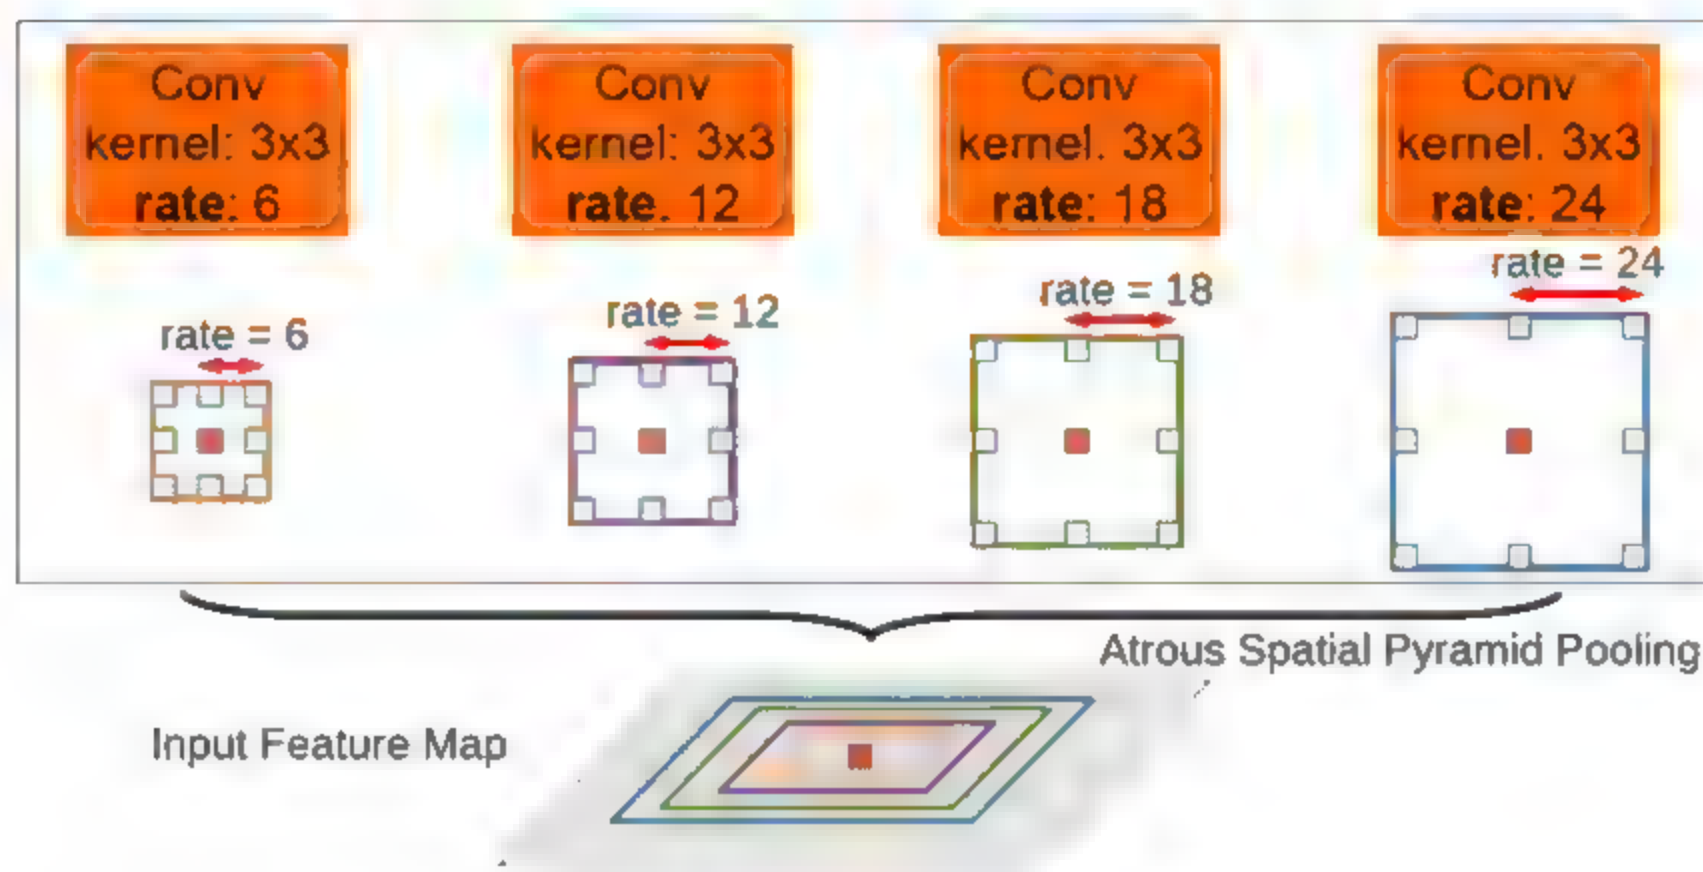 Conv
kernel: 3x3
rate: 6
Conv
kernel: 3x3
rate. 12
Conv
kernel. 3x3
rate: 18
Conv
kernel. 3x3
rate: 24
rate = 6
rate = 12
rate = 18
rate = 24
Atrous Spatial Pyramid Pooling
Input Feature Map